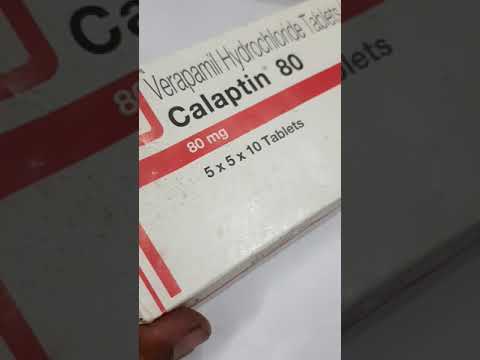 Verapamil Hydrochloride Tablets
Calaptin 80
80 mg
5 x 5 x 10 Tablets